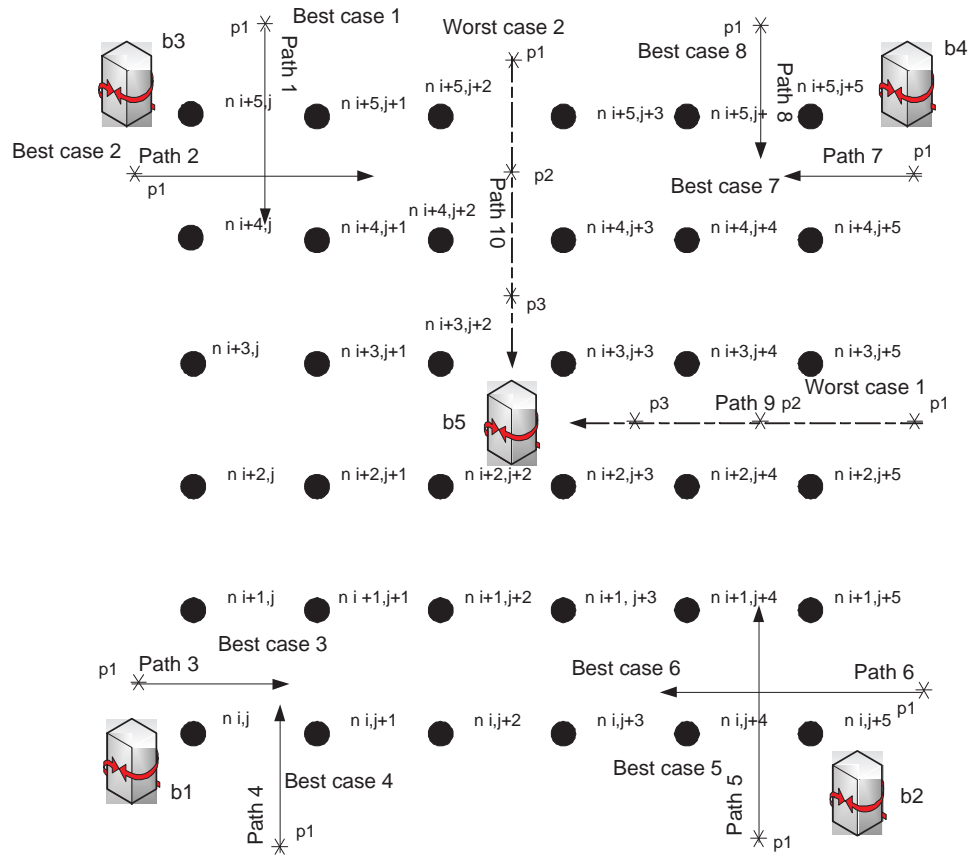 Best case 1
p1
Path 1
b3
Worst case 2
p1
Best case 8
p1
Path 8
b4
n i+5,j
n i+5,j+1
n i+5,j+2
n i+5,j+3
n i+5,j+
n i+5,j+5
Best case 2
Path 2
p1
p2
Path 7
p1
Best case 7
Path 10
n i+4,j
n i+4,j+1
n i+4,j+2
n i+4,j+3
n i+4,j+4
n i+4,j+5
p3
n i+3,j
n i+3,j+1
n i+3,j+2
n i+3,j+3
n i+3,j+4
n i+3,j+5
Worst case 1
b5
p3
Path 9
p2
p1
n i+2,j
n i+2,j+1
n i+2,j+2
n i+2,j+3
n i+2,j+4
n i+2,j+5
n i+1,j
n i +1,j+1
n i+1,j+2
n i+1, j+3
n i+1,j+4
n i+1,j+5
Best case 3
p1
Path 3
Best case 6
Path 6
p1
n i,j
n i,j+1
n i,j+2
n i,j+3
n i,j+4
n i,j+5
b1
Best case 4
Path 4
p1
Best case 5
Path 5
p1
b2